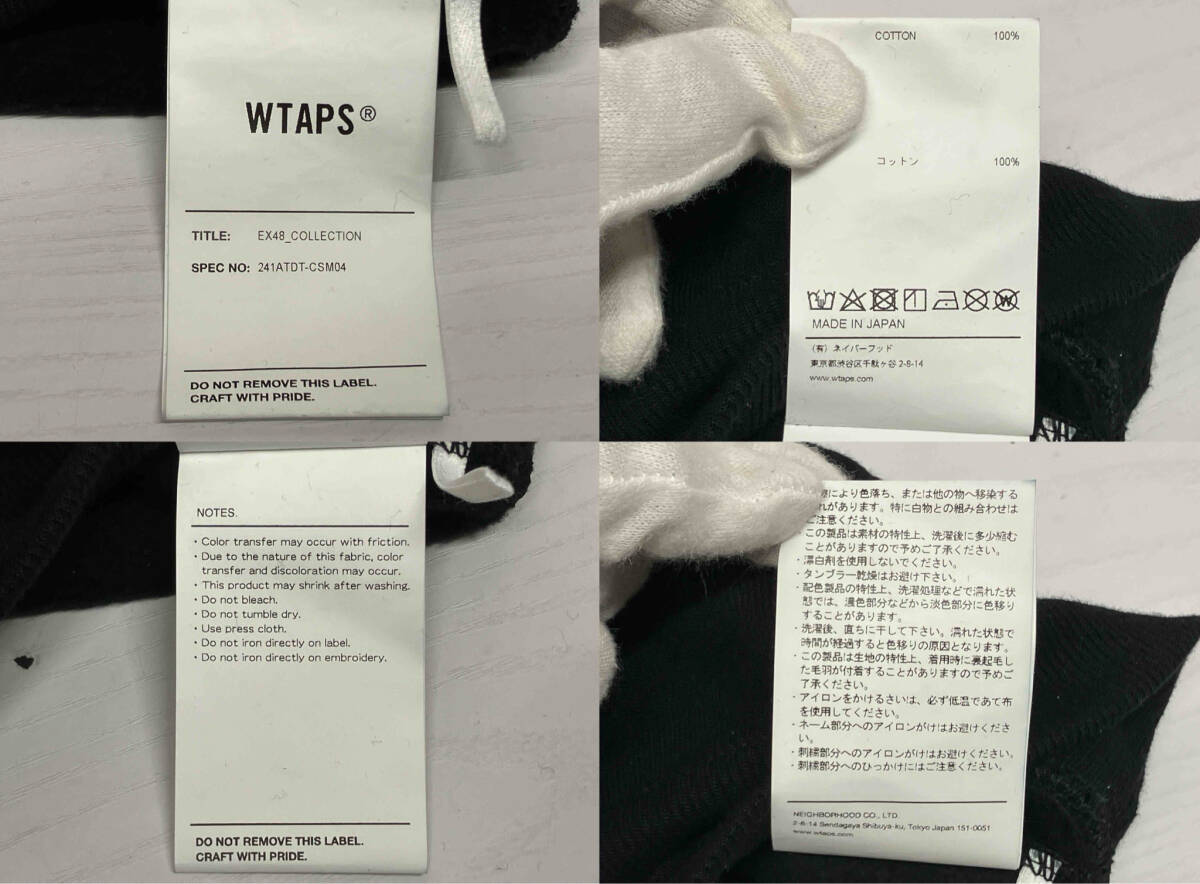 WTAPS®
TITLE: EX48_COLLECTION
SPEC NO: 241ATDT-CSM04
DO NOT REMOVE THIS LABEL.
CRAFT WITH PRIDE.
COTTON 100%
コットン 100%
MADE IN JAPAN
(有) ネイバーフッド
東京都渋谷区千駄ヶ谷 2-6-14
www.wtaps.com
NOTES.
・Color transfer may occur with friction.
・Due to the nature of this fabric, color
transfer and discoloration may occur.
・This product may shrink after washing.
・Do not bleach.
・Do not tumble dry.
・Use press cloth.
・Do not iron directly on label.
・Do not iron directly on embroidery.
DO NOT REMOVE THIS LABEL.
CRAFT WITH PRIDE.
により色落ち、または他の物へ移染する
れがあります。特に白物との組み合わせは
ご注意ください。
・この製品は素材の特性上、洗濯後に多少縮む
ことがありますので予めご了承ください。
・漂白剤を使用しないでください。
・タンブラー乾燥はお避け下さい。
・配色製品の特性上、洗濯処理などで濡れた状
態では、濃色部分などから淡色部分に色移り
することがあります。
・洗濯後、直ちに干して下さい。濡れた状態で
時間が経過すると色移りの原因となります。
・この製品は生地の特性上、着用時に裏起毛し
た毛羽が付着することがありますので予めご
了承ください。
・アイロンをかけるさいは、必ず低温であて布
を使用してください。
・ネーム部分へのアイロンがけはお避けくださ
い。
・刺繍部分へのアイロンがけはお避けください。
・刺繍部分へのひっかけにはご注意ください。
NEIGHBORHOOD CO., LTD.
2-6-14 Sendagaya Shibuya-ku, Tokyo Japan 151-0051
www.wtaps.com